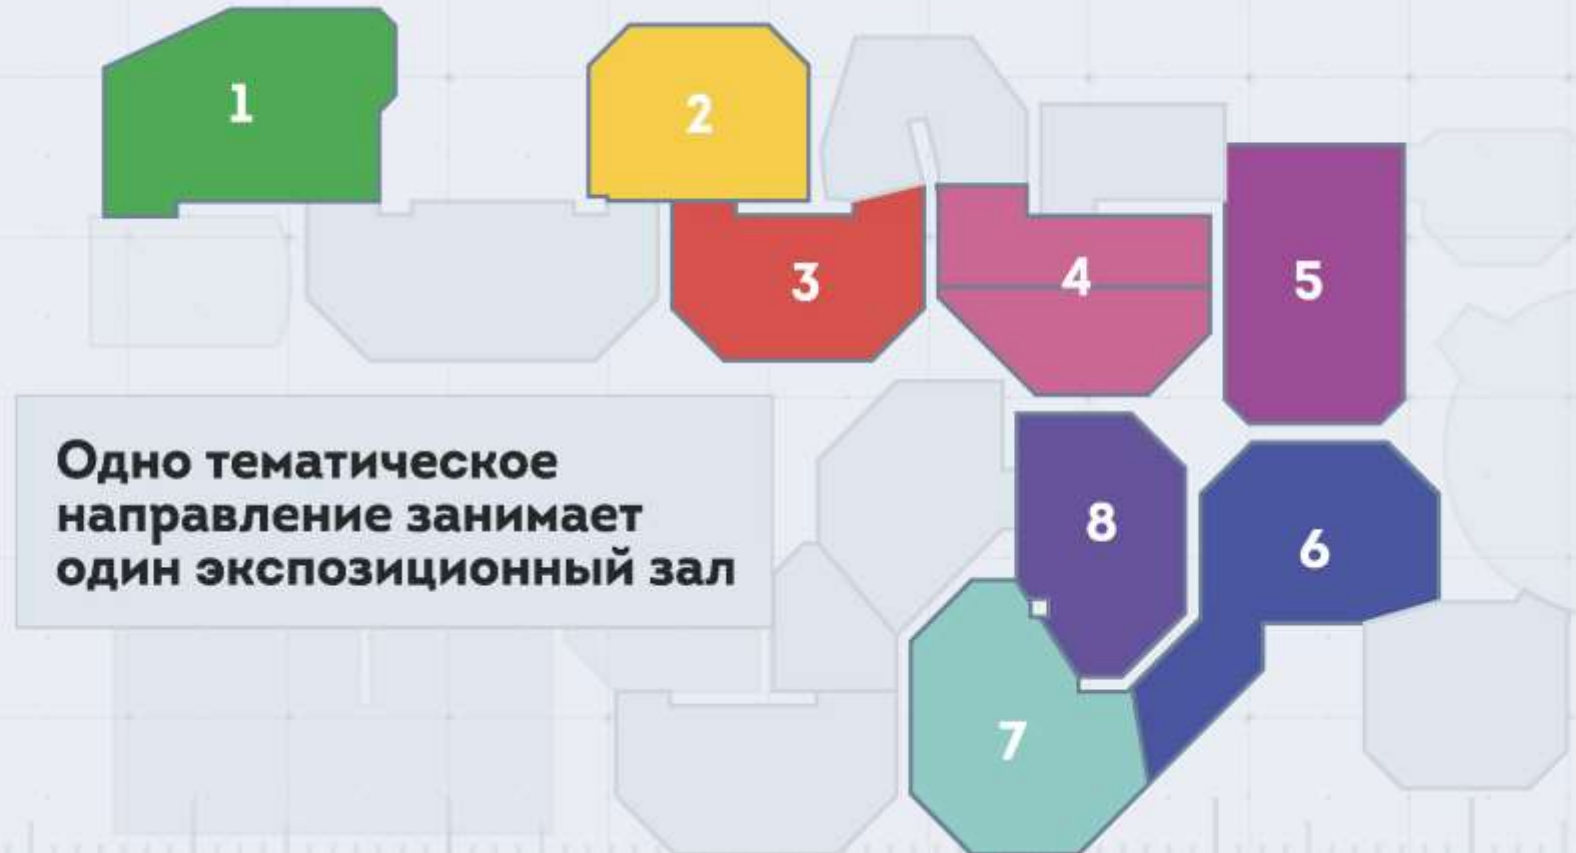 1
2
3
4
5
Одно тематическое
направление занимает
один экспозиционный зал
8
6
7